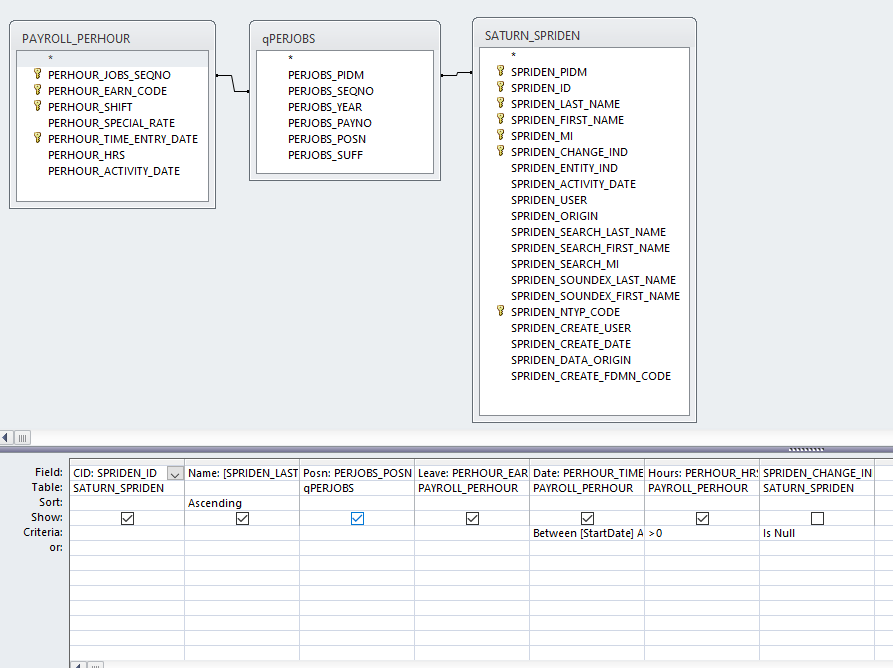 PAYROLL_PERHOUR
*
PERHOUR_JOBS_SEQNO
PERHOUR_EARN_CODE
PERHOUR_SHIFT
PERHOUR_SPECIAL_RATE
PERHOUR_TIME_ENTRY_DATE
PERHOUR_HRS
PERHOUR_ACTIVITY_DATE
qPERJOBS
*
PERJOBS_PIDM
PERJOBS_SEQNO
PERJOBS_YEAR
PERJOBS_PAYNO
PERJOBS_POSN
PERJOBS_SUFF
SATURN_SPRIDEN
*
SPRIDEN_PIDM
SPRIDEN_ID
SPRIDEN_LAST_NAME
SPRIDEN_FIRST_NAME
SPRIDEN_MI
SPRIDEN_CHANGE_IND
SPRIDEN_ENTITY_IND
SPRIDEN_ACTIVITY_DATE
SPRIDEN_USER
SPRIDEN_ORIGIN
SPRIDEN_SEARCH_LAST_NAME
SPRIDEN_SEARCH_FIRST_NAME
SPRIDEN_SEARCH_MI
SPRIDEN_SOUNDEX_LAST_NAME
SPRIDEN_SOUNDEX_FIRST_NAME
SPRIDEN_NTYP_CODE
SPRIDEN_CREATE_USER
SPRIDEN_CREATE_DATE
SPRIDEN_DATA_ORIGIN
SPRIDEN_CREATE_FDMN_CODE
Field: CID: SPRIDEN_ID Name: [SPRIDEN_LAST Posn: PERJOBS_POSN Leave: PERHOUR_EAR Date: PERHOUR_TIME Hours: PERHOUR_HRS SPRIDEN_CHANGE_IN
Table: SATURN_SPRIDEN qPERJOBS PAYROLL_PERHOUR PAYROLL_PERHOUR PAYROLL_PERHOUR SATURN_SPRIDEN
Sort: Ascending
Show:
Criteria: Between [StartDate] A >0 Is Null
or: